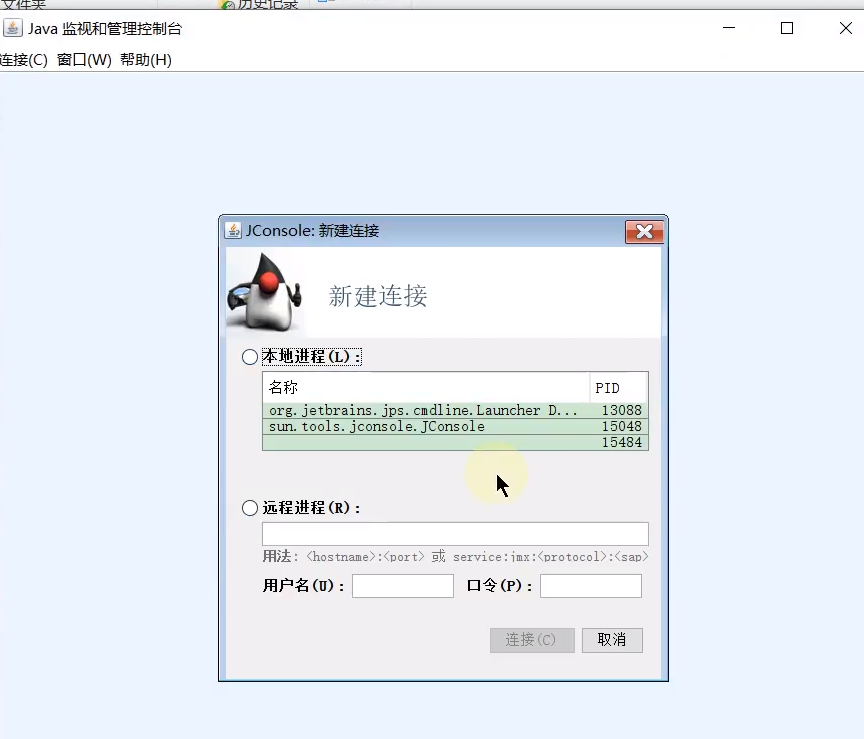 文件夹
历史记录
Java 监视和管理控制台
连接(C) 窗口(W) 帮助(H)
JConsole: 新建连接
新建连接
本地进程(L):
名称 PID
org.jetbrains.jps.cmdline.Launcher D... 13088
sun.tools.jconsole.JConsole 15048
15484
远程进程(R):
用法: <hostname>:<port> 或 service:jmx:<protocol>:<sap>
用户名(U): 口令(P):
连接(C) 取消